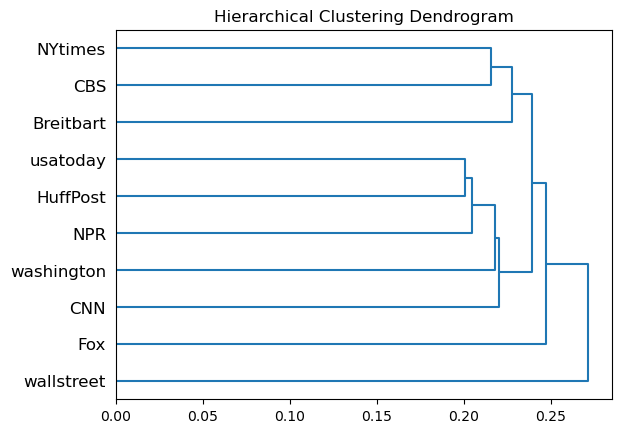 Hierarchical Clustering Dendrogram
NYtimes
CBS
Breitbart
usatoday
HuffPost
NPR
washington
CNN
Fox
wallstreet
0.00 0.05 0.10 0.15 0.20 0.25